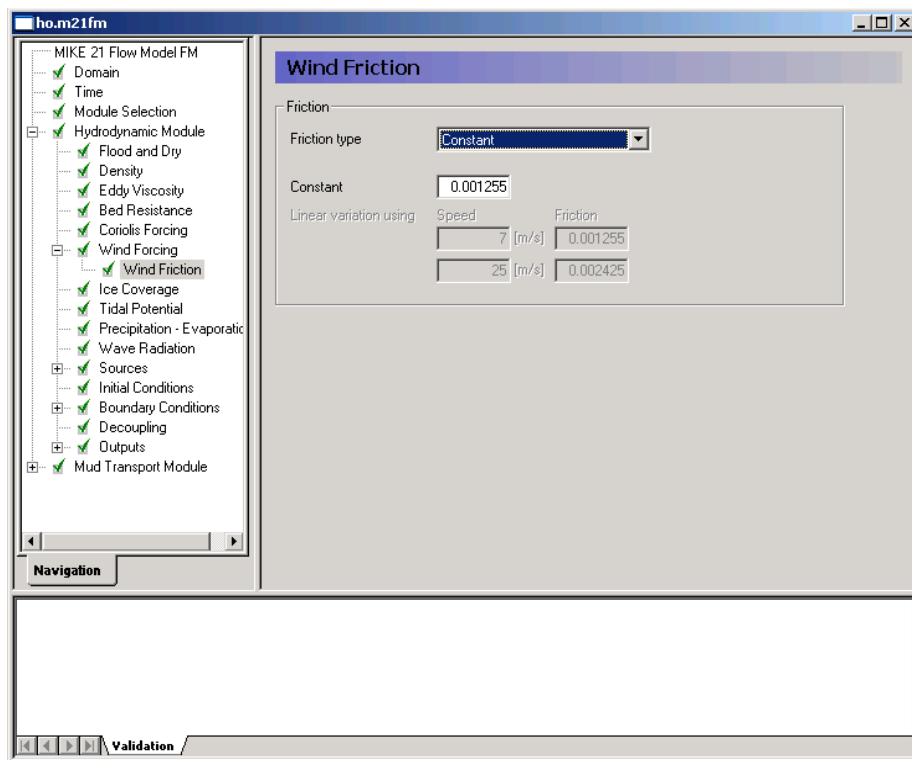 ho.m21fm
MIKE 21 Flow Model FM
Domain
Time
Module Selection
Hydrodynamic Module
Flood and Dry
Density
Eddy Viscosity
Bed Resistance
Coriolis Forcing
Wind Forcing
Wind Friction
Ice Coverage
Tidal Potential
Precipitation - Evaporatic
Wave Radiation
Sources
Initial Conditions
Boundary Conditions
Decoupling
Outputs
Mud Transport Module
Navigation
Wind Friction
Friction
Friction type Constant
Constant 0.001255
Linear variation using Speed Friction
7 [m/s] 0.001255
25 [m/s] 0.002425
Validation